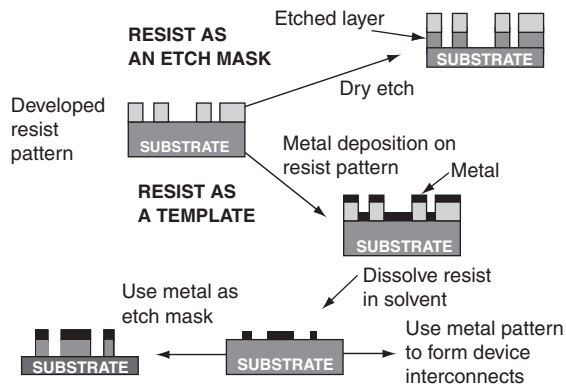 Etched layer
RESIST AS
AN ETCH MASK
SUBSTRATE
Dry etch
Developed
resist
pattern
SUBSTRATE
Metal deposition on
resist pattern
Metal
RESIST AS
A TEMPLATE
SUBSTRATE
Dissolve resist
in solvent
Use metal as
etch mask
SUBSTRATE
SUBSTRATE
Use metal pattern
to form device
interconnects